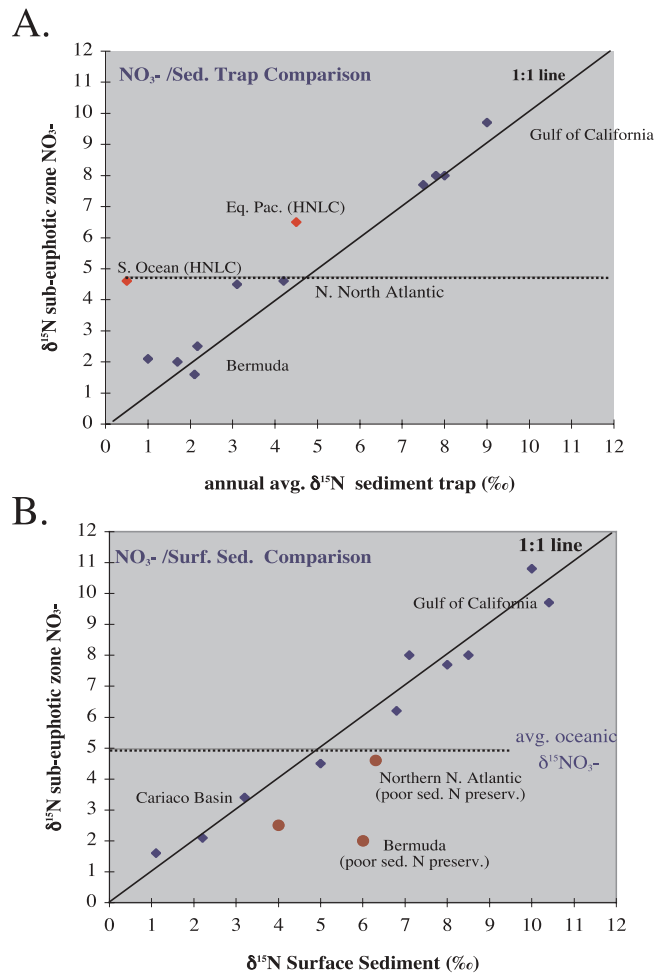 A.
12
11
10
9
8
7
6
5
4
3
2
1
0
δ¹⁵N sub-euphotic zone NO₃-
NO₃- /Sed. Trap Comparison
1:1 line
Gulf of California
Eq. Pac. (HNLC)
S. Ocean (HNLC)
N. North Atlantic
Bermuda
0 1 2 3 4 5 6 7 8 9 10 11 12
annual avg. δ¹⁵N sediment trap (‰)
B.
12
11
10
9
8
7
6
5
4
3
2
1
0
δ¹⁵N sub-euphotic zone NO₃-
NO₃- /Surf. Sed. Comparison
1:1 line
Gulf of California
avg. oceanic
δ¹⁵NO₃-
Northern N. Atlantic
(poor sed. N preserv.)
Cariaco Basin
Bermuda
(poor sed. N preserv.)
0 1 2 3 4 5 6 7 8 9 10 11 12
δ¹⁵N Surface Sediment (‰)